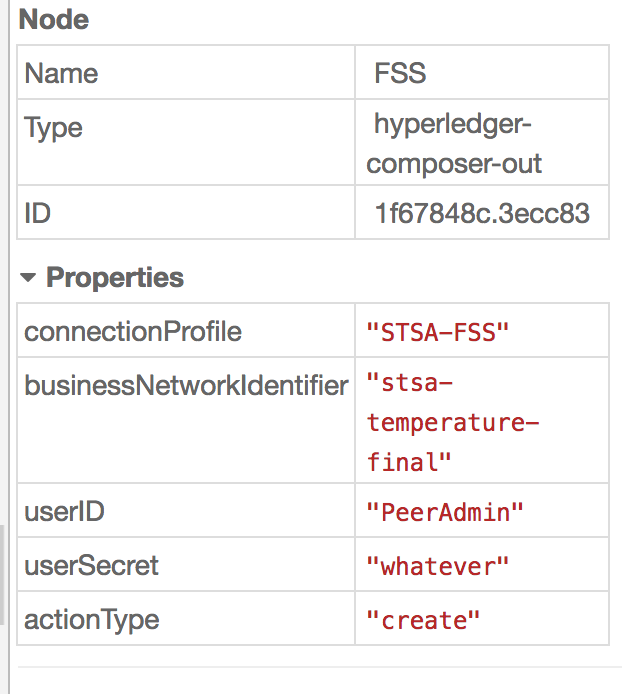 Node
Name FSS
Type hyperledger-
composer-out
ID 1f67848c.3ecc83
Properties
connectionProfile "STSA-FSS"
businessNetworkIdentifier "stsa-
temperature-
final"
userID "PeerAdmin"
userSecret "whatever"
actionType "create"